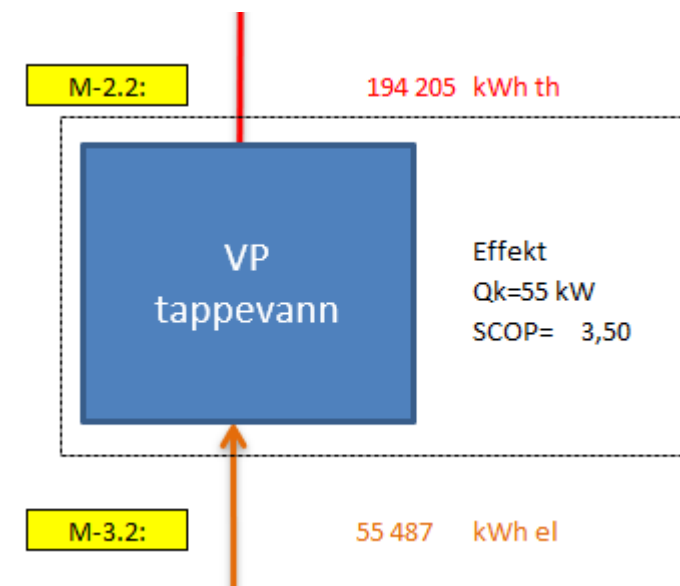 M-2.2: 194 205 kWh th
VP
tappevann
Effekt
Qk=55 kW
SCOP= 3,50
M-3.2: 55 487 kWh el